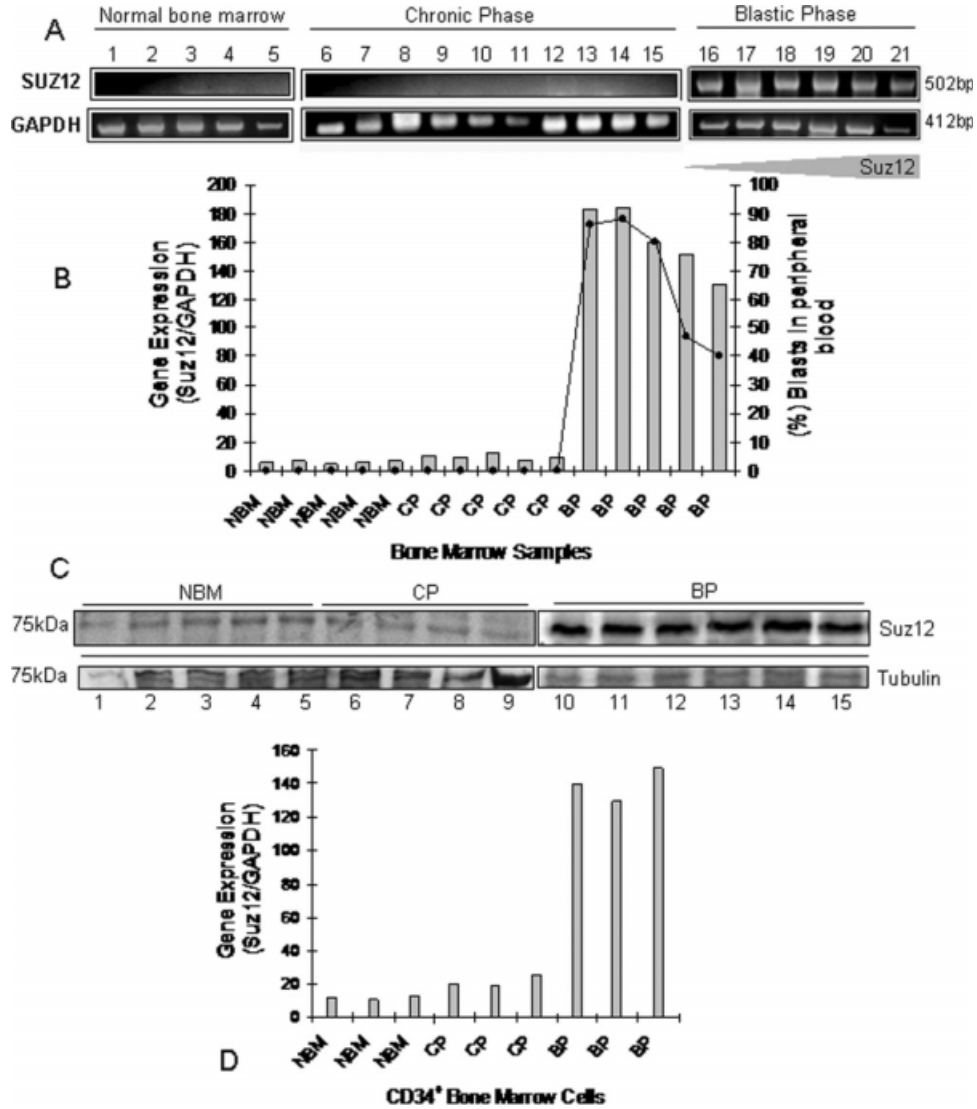 A
Normal bone marrow
Chronic Phase
Blastic Phase
1 2 3 4 5 6 7 8 9 10 11 12 13 14 15 16 17 18 19 20 21
SUZ12
502bp
GAPDH
412bp
Suz12
B
Gene Expression
(Suz12/GAPDH)
200
180
160
140
120
100
80
60
40
20
0
100
90
80
70
60
50
40
30
20
10
0
(%) Blasts in peripheral
blood
NBM NBM NBM NBM NBM CP CP CP CP CP BP BP BP BP BP
Bone Marrow Samples
C
NBM
CP
BP
75kDa
Suz12
75kDa
Tubulin
1 2 3 4 5 6 7 8 9 10 11 12 13 14 15
Gene Expression
(Suz12/GAPDH)
160
140
120
100
80
60
40
20
0
NBM NBM NBM CP CP CP BP BP BP
D
CD34+ Bone Marrow Cells